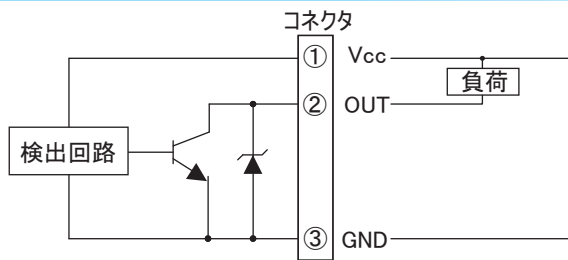 コネクタ
① Vcc
負荷
② OUT
検出回路
③ GND